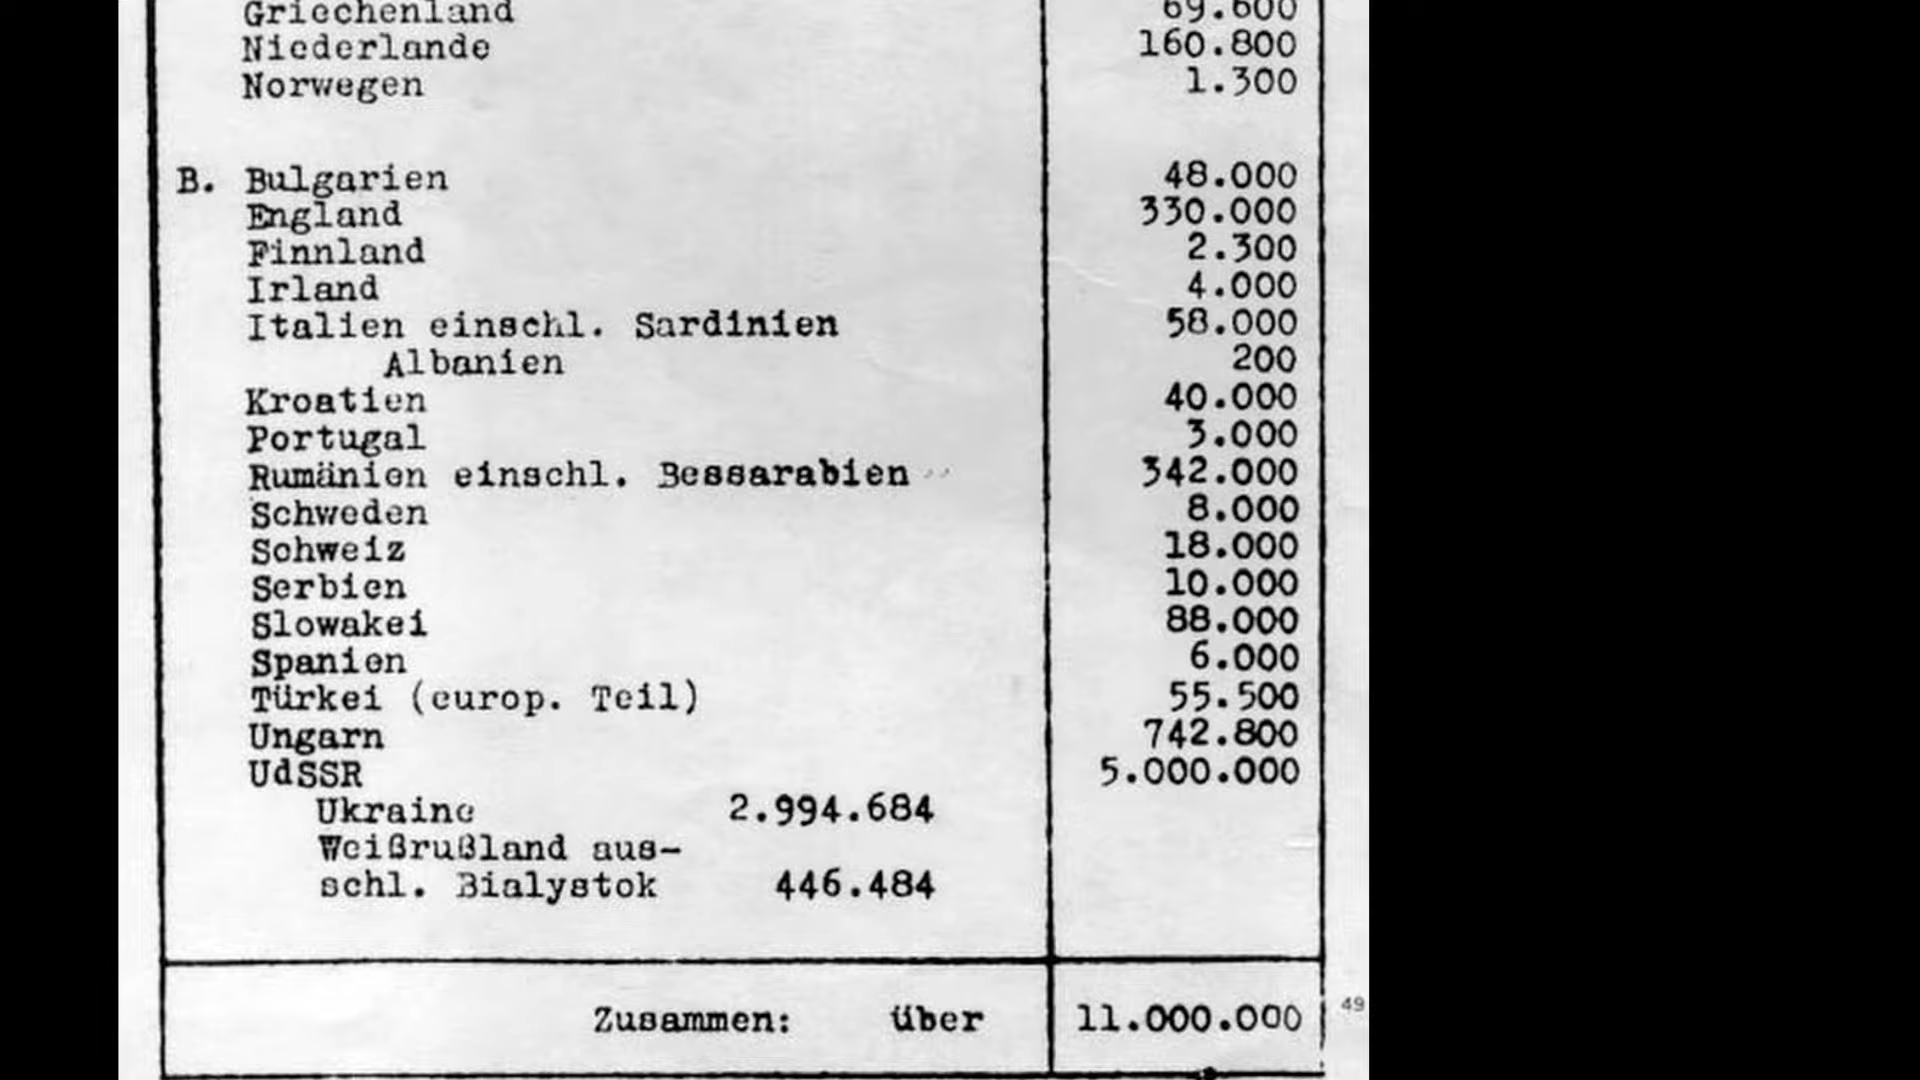 Griechenland 69.600
Niederlande 160.800
Norwegen 1.300
B. Bulgarien 48.000
England 330.000
Finnland 2.300
Irland 4.000
Italien einschl. Sardinien 58.000
Albanien 200
Kroatien 40.000
Portugal 3.000
Rumänien einschl. Bessarabien 342.000
Schweden 8.000
Schweiz 18.000
Serbien 10.000
Slowakei 88.000
Spanien 6.000
Türkei (europ. Teil) 55.500
Ungarn 742.800
UdSSR 5.000.000
Ukraine 2.994.684
Weißrußland aus-
schl. Bialystok 446.484
Zusammen: über 11.000.000
49